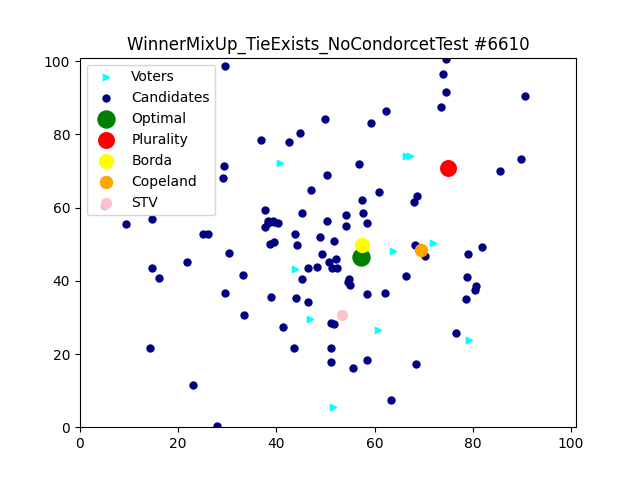 WinnerMixUp_TieExists_NoCondorcetTest #6610
100
80
60
40
20
0
Voters
Candidates
Optimal
Plurality
Borda
Copeland
STV
0 20 40 60 80 100